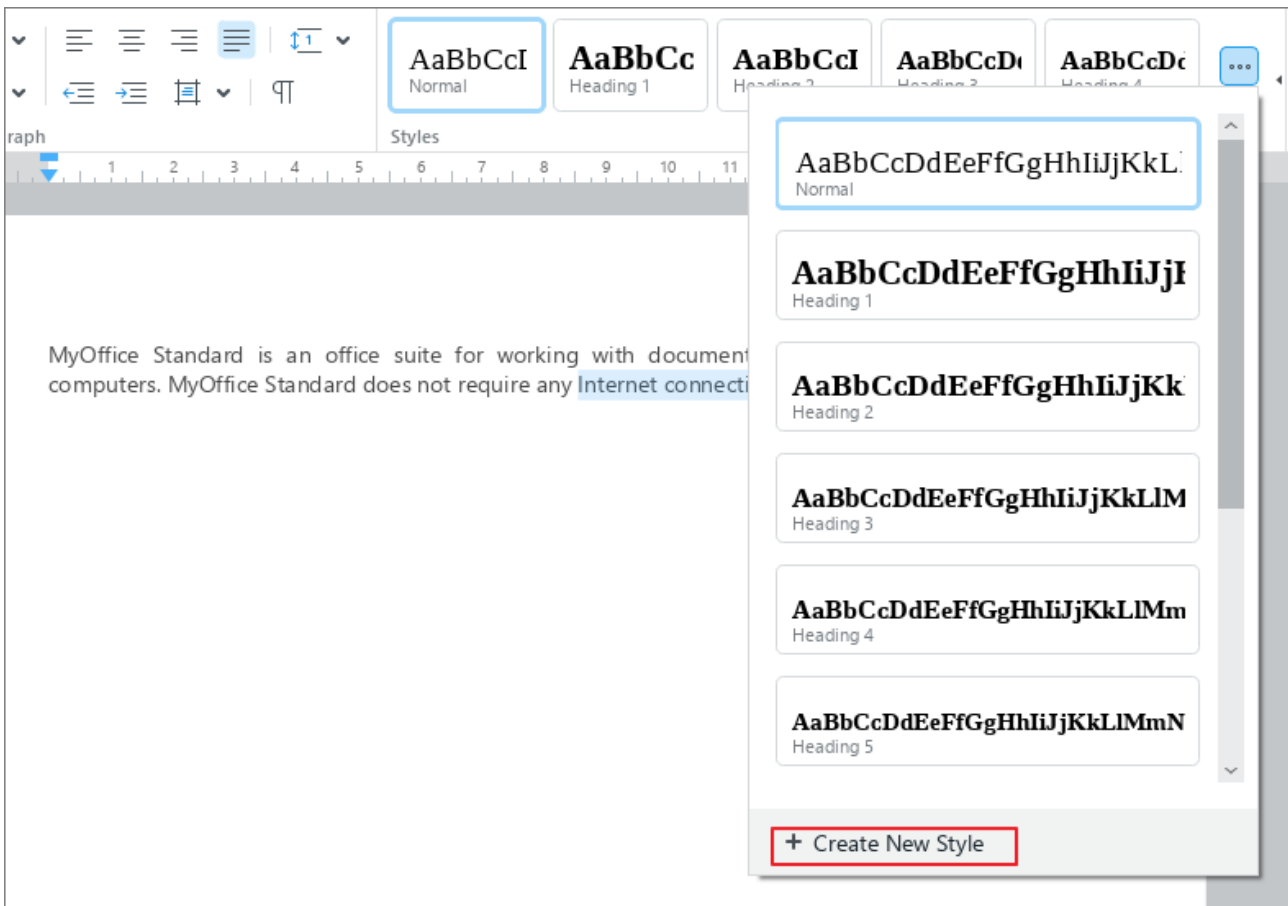 1
AaBbCcI
Normal
AaBbCc
Heading 1
AaBbCcI
AaBbCcD
AaBbCcDd
raph
Styles
1 2 3 4 5 6 7 8 9 10 11
AaBbCcDdEeFfGgHhIiJjKkL
Normal
AaBbCcDdEeFfGgHhIiJjK
Heading 1
AaBbCcDdEeFfGgHhIiJjKk
Heading 2
AaBbCcDdEeFfGgHhIiJjKkLlM
Heading 3
AaBbCcDdEeFfGgHhIiJjKkLlMm
Heading 4
AaBbCcDdEeFfGgHhIiJjKkLlMmN
Heading 5
+ Create New Style
MyOffice Standard is an office suite for working with document
computers. MyOffice Standard does not require any Internet connecti